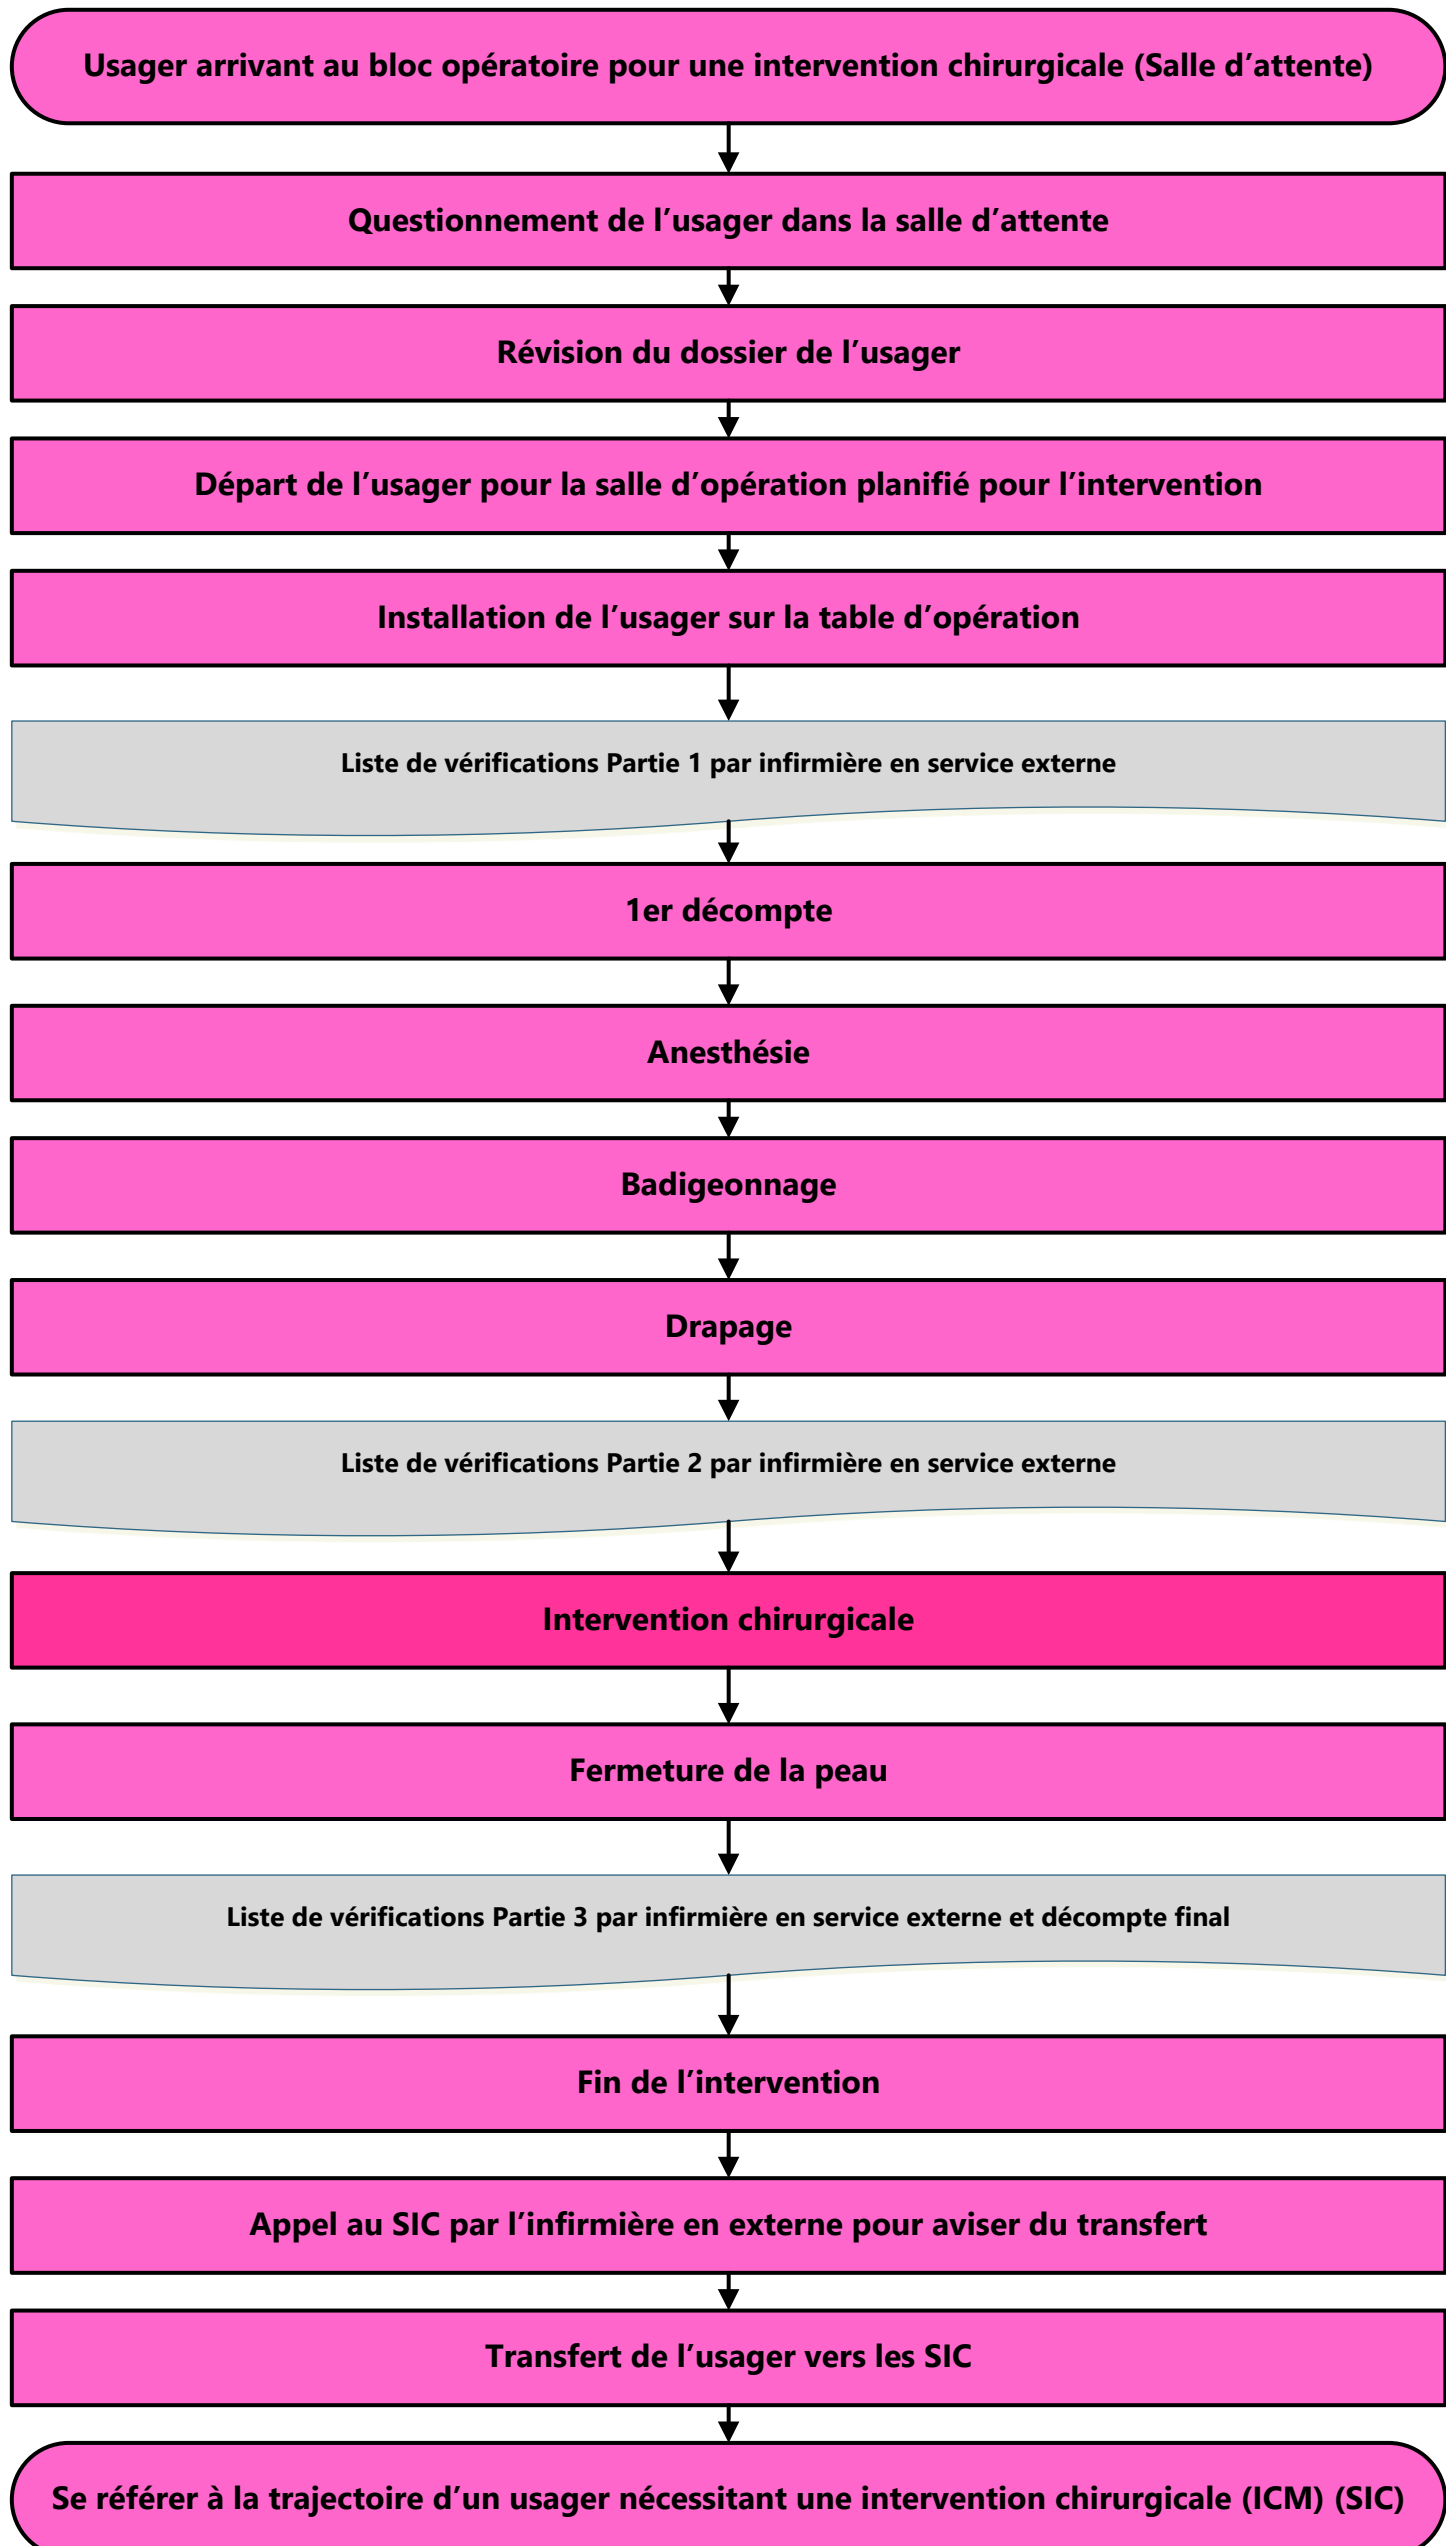 Usager arrivant au bloc opératoire pour une intervention chirurgicale (Salle d’attente)
Questionnement de l’usager dans la salle d’attente
Révision du dossier de l’usager
Départ de l’usager pour la salle d’opération planifié pour l’intervention
Installation de l’usager sur la table d’opération
Liste de vérifications Partie 1 par infirmière en service externe
1er décompte
Anesthésie
Badigeonnage
Drapage
Liste de vérifications Partie 2 par infirmière en service externe
Intervention chirurgicale
Fermeture de la peau
Liste de vérifications Partie 3 par infirmière en service externe et décompte final
Fin de l’intervention
Appel au SIC par l’infirmière en externe pour aviser du transfert
Transfert de l’usager vers les SIC
Se référer à la trajectoire d’un usager nécessitant une intervention chirurgicale (ICM) (SIC)